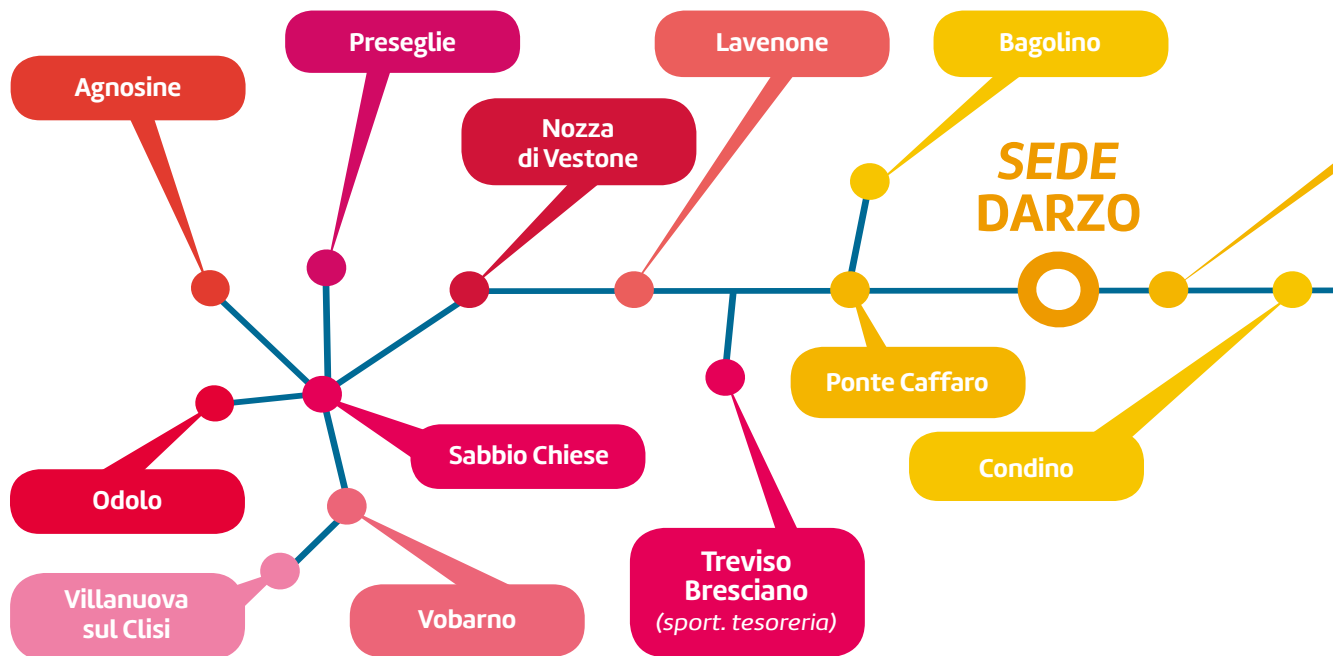 Preseglie
Lavenone
Bagolino
Agnosine
Nozza
di Vestone
SEDE
DARZO
Ponte Caffaro
Sabbio Chiese
Condino
Odolo
Treviso
Bresciano
(sport. tesoreria)
Villanuova
sul Clisi
Vobarno